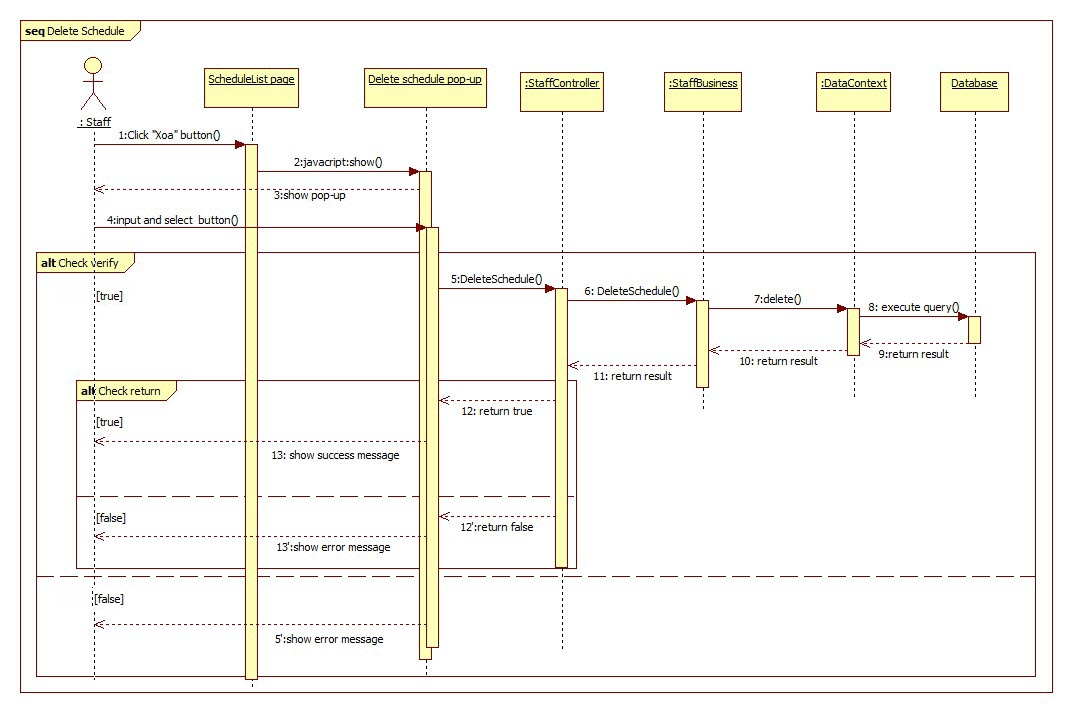 seq Delete Schedule
: Staff
ScheduleList page
Delete schedule pop-up
:StaffController
:StaffBusiness
:DataContext
Database
1:Click "Xoa" button()
2:javacript:show()
3:show pop-up
4:input and select button()
alt Check verify
[true]
5:DeleteSchedule()
6: DeleteSchedule()
7:delete()
8: execute query()
9:return result
10: return result
11: return result
alt Check return
[true]
12: return true
13: show success message
[false]
12':return false
13':show error message
[false]
5':show error message